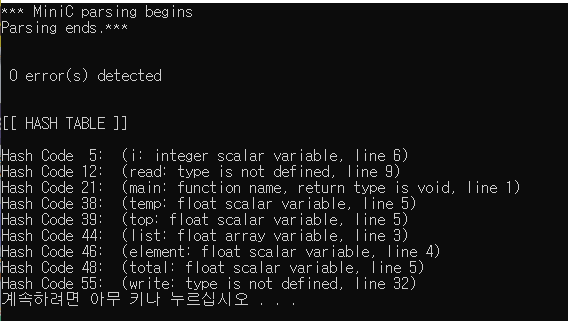 *** MiniC parsing begins
Parsing ends.***
0 error(s) detected
[[ HASH TABLE ]]
Hash Code  5:  (i: integer scalar variable, line 6)
Hash Code 12:  (read: type is not defined, line 9)
Hash Code 21:  (main: function name, return type is void, line 1)
Hash Code 38:  (temp: float scalar variable, line 5)
Hash Code 39:  (top: float scalar variable, line 5)
Hash Code 44:  (list: float array variable, line 3)
Hash Code 46:  (element: float scalar variable, line 4)
Hash Code 48:  (total: float scalar variable, line 5)
Hash Code 55:  (write: type is not defined, line 32)
계속하려면 아무 키나 누르십시오 . . .